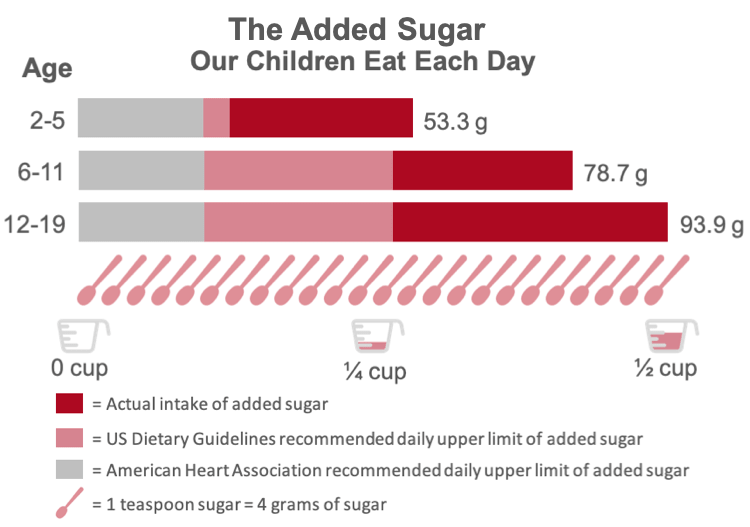 The Added Sugar
Our Children Eat Each Day
Age
2-5
53.3 g
6-11
78.7 g
12-19
93.9 g
0 cup
¼ cup
½ cup
= Actual intake of added sugar
= US Dietary Guidelines recommended daily upper limit of added sugar
= American Heart Association recommended daily upper limit of added sugar
= 1 teaspoon sugar = 4 grams of sugar